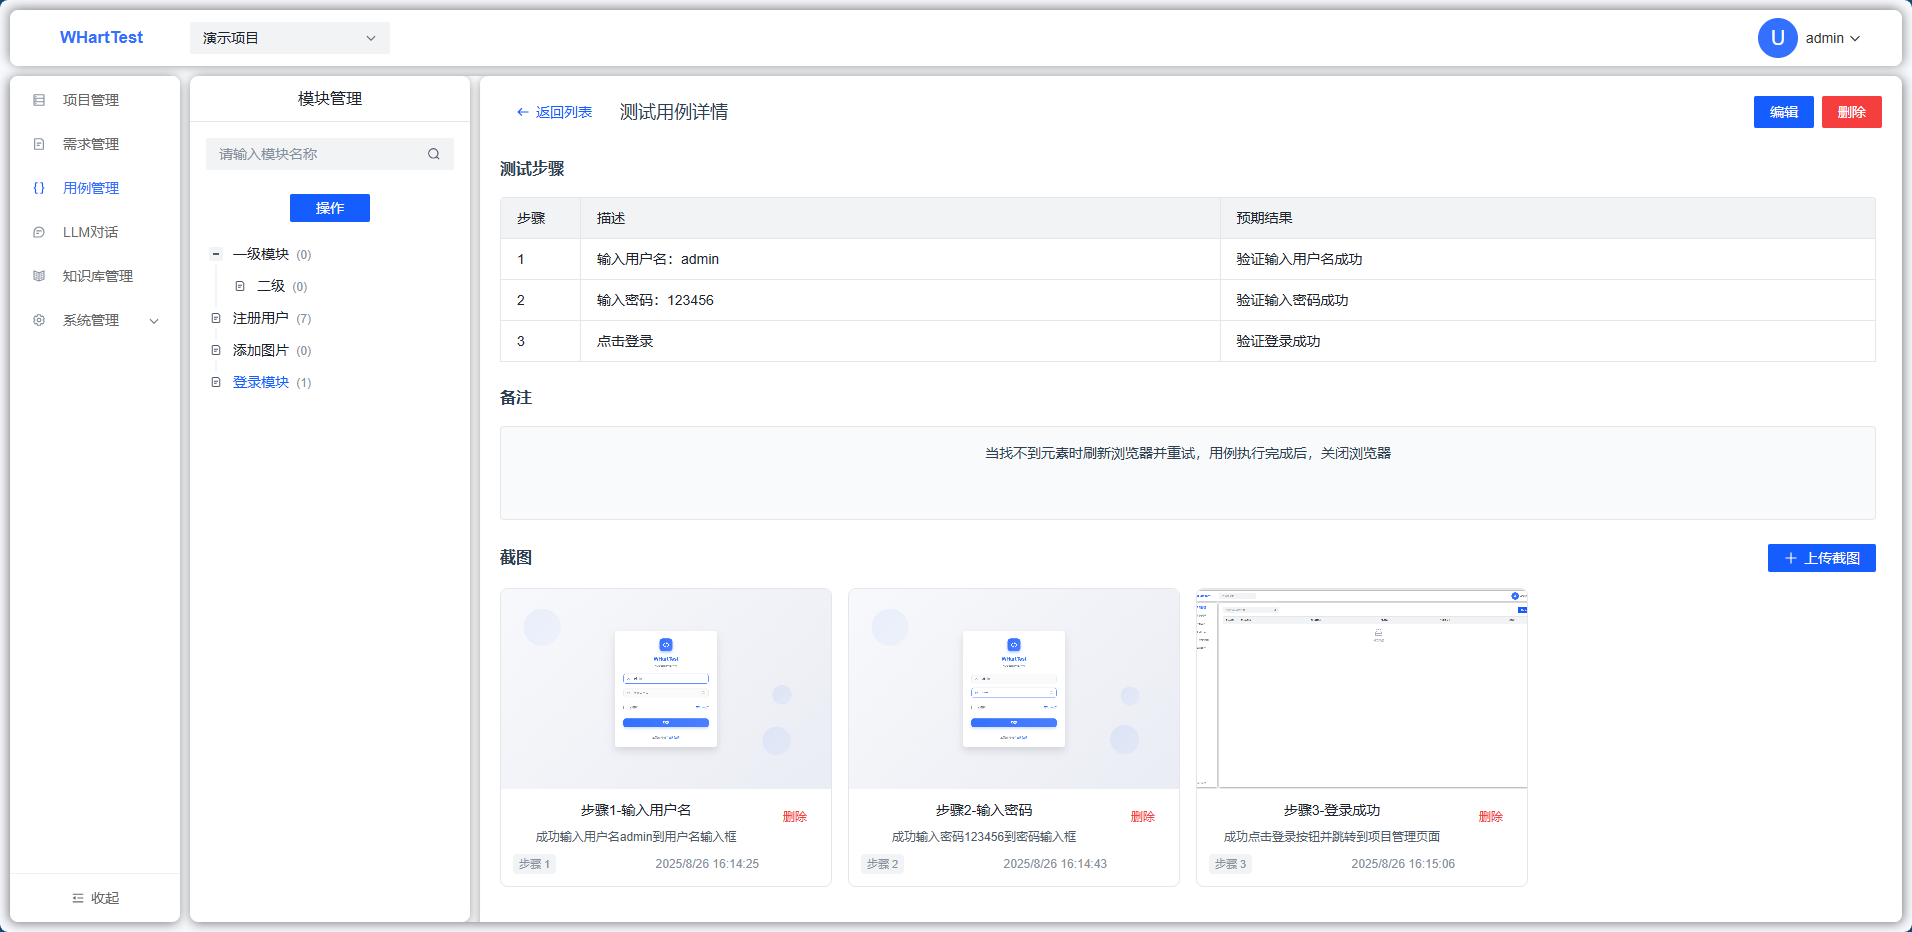 WHartTest
演示项目
U
admin
项目管理
需求管理
用例管理
LLM对话
知识库管理
系统管理
收起
模块管理
请输入模块名称
操作
一级模块 (0)
二级 (0)
注册用户 (7)
添加图片 (0)
登录模块 (1)
返回列表
测试用例详情
编辑
删除
测试步骤
步骤 描述 预期结果
1 输入用户名：admin 验证输入用户名成功
2 输入密码：123456 验证输入密码成功
3 点击登录 验证登录成功
备注
当找不到元素时刷新浏览器并重试，用例执行完成后，关闭浏览器
截图
上传截图
WHartTest
步骤1-输入用户名
删除
成功输入用户名admin到用户名输入框
步骤 1
2025/8/26 16:14:25
WHartTest
步骤2-输入密码
删除
成功输入密码123456到密码输入框
步骤 2
2025/8/26 16:14:43
步骤3-登录成功
删除
成功点击登录按钮并跳转到项目管理页面
步骤 3
2025/8/26 16:15:06